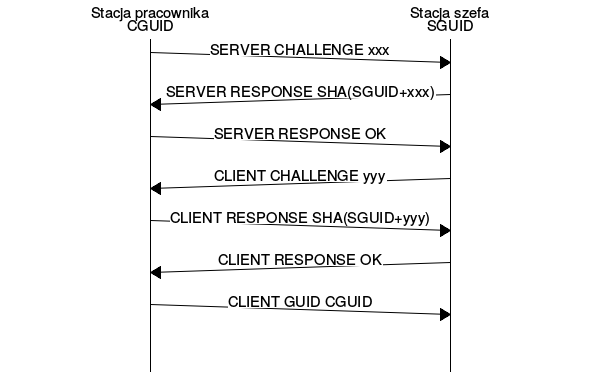 Stacja pracownika
CGUID
Stacja szefa
SGUID
SERVER CHALLENGE xxx
SERVER RESPONSE SHA(SGUID+xxx)
SERVER RESPONSE OK
CLIENT CHALLENGE yyy
CLIENT RESPONSE SHA(SGUID+yyy)
CLIENT RESPONSE OK
CLIENT GUID CGUID